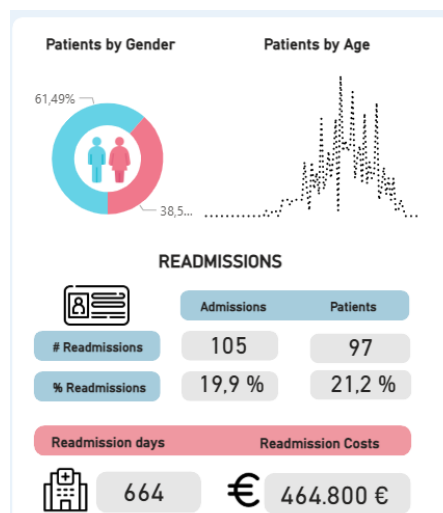 Patients by Gender Patients by Age
61,49%
38,5...
READMISSIONS
Admissions Patients
# Readmissions 105 97
% Readmissions 19,9 % 21,2 %
Readmission days Readmission Costs
664 € 464.800 €